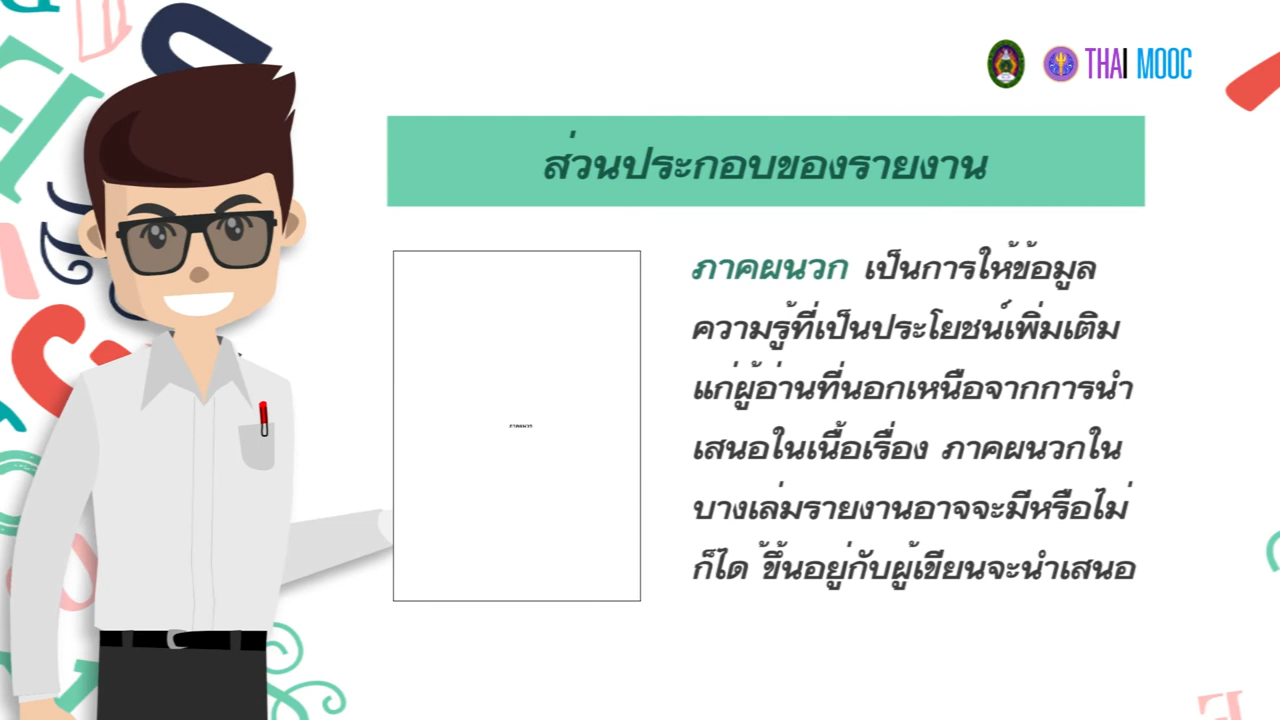 THAI MOOC
ส่วนประกอบของรายงาน
ภาคผนวก เป็นการให้ข้อมูล
ความรู้ที่เป็นประโยชน์เพิ่มเติม
แก่ผู้อ่านที่นอกเหนือจากการนำ
เสนอในเนื้อเรื่อง ภาคผนวกใน
บางเล่มรายงานอาจจะมีหรือไม่
ก็ได ้ขึ้นอยู่กับผู้เขียนจะนำเสนอ
ภาคผนวก